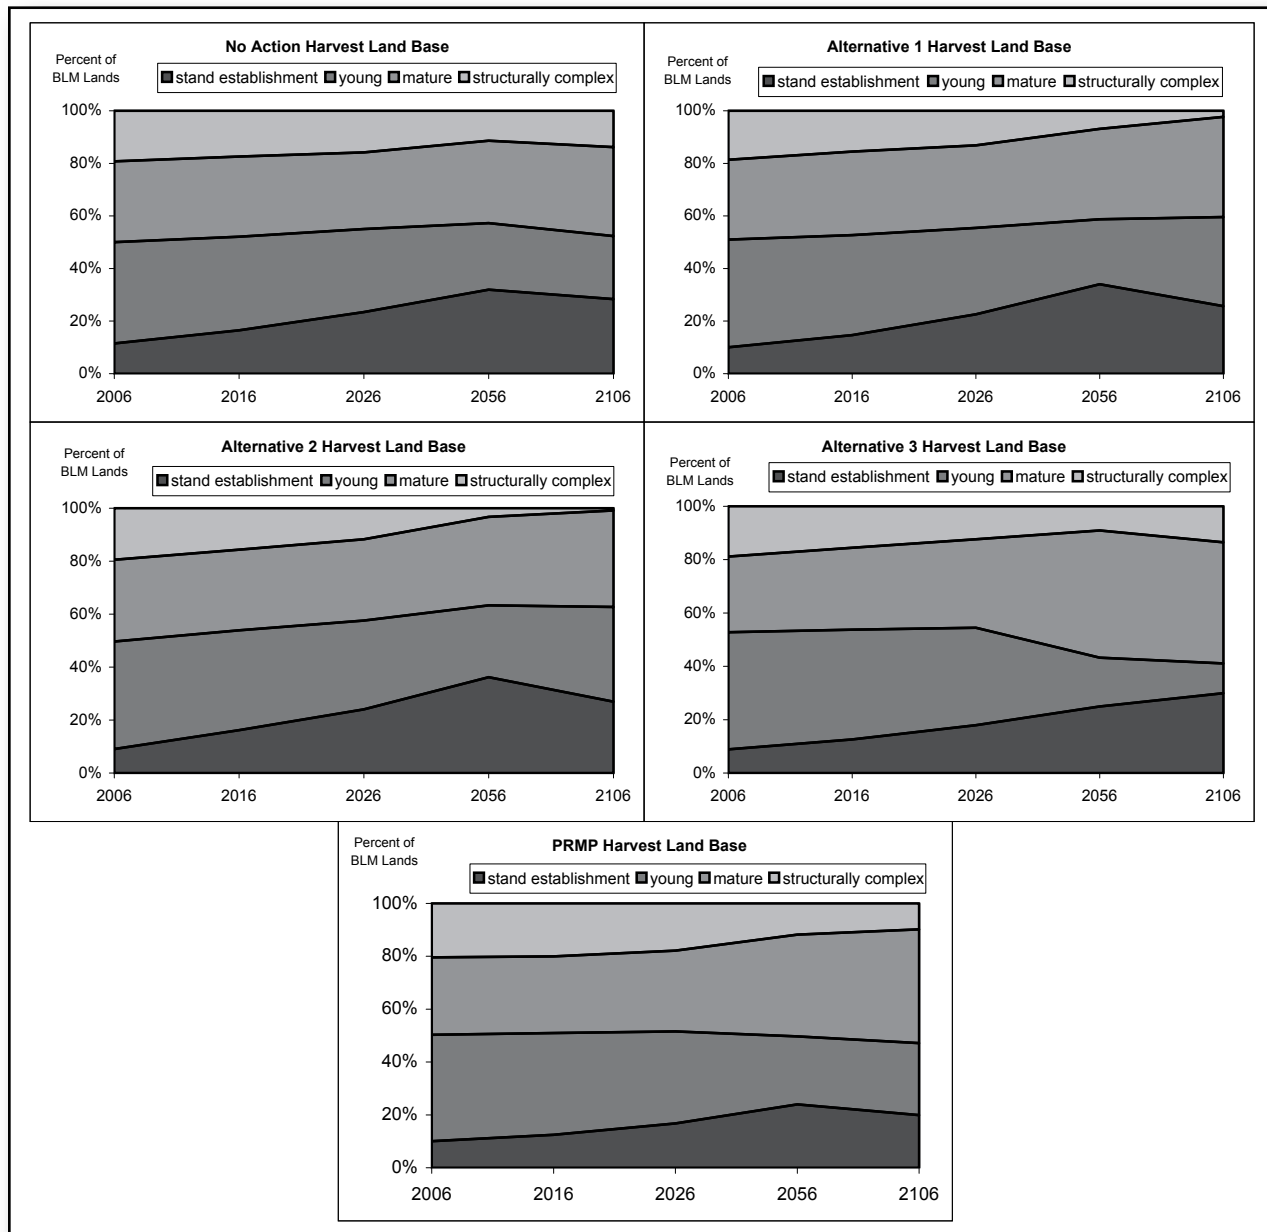 No Action Harvest Land Base
Percent of
BLM Lands
stand establishment young mature structurally complex
100%
80%
60%
40%
20%
0%
2006 2016 2026 2056 2106
Alternative 1 Harvest Land Base
Percent of
BLM Lands
stand establishment young mature structurally complex
100%
80%
60%
40%
20%
0%
2006 2016 2026 2056 2106
Alternative 2 Harvest Land Base
Percent of
BLM Lands
stand establishment young mature structurally complex
100%
80%
60%
40%
20%
0%
2006 2016 2026 2056 2106
Alternative 3 Harvest Land Base
Percent of
BLM Lands
stand establishment young mature structurally complex
100%
80%
60%
40%
20%
0%
2006 2016 2026 2056 2106
PRMP Harvest Land Base
Percent of
BLM Lands
stand establishment young mature structurally complex
100%
80%
60%
40%
20%
0%
2006 2016 2026 2056 2106